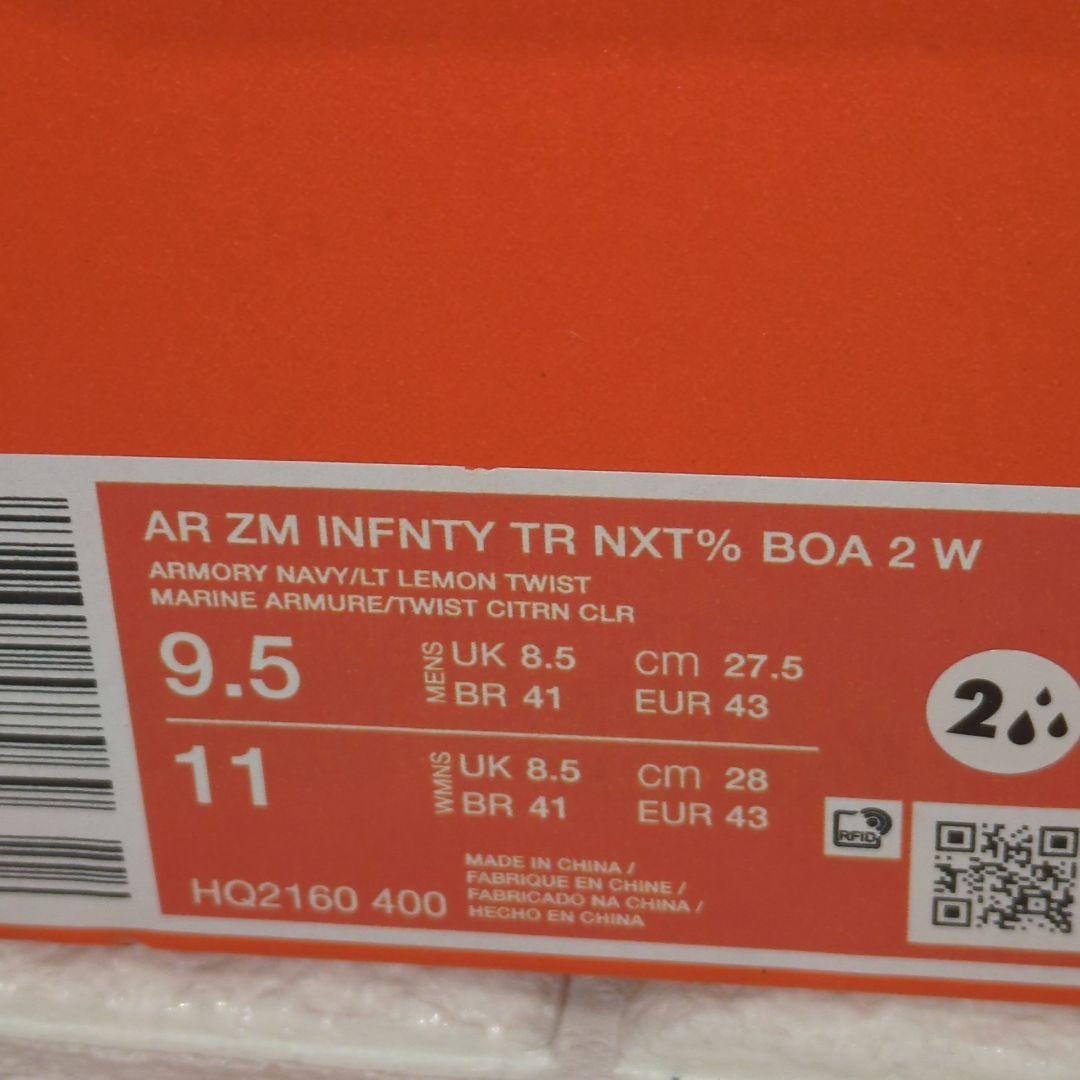 AR ZM INFNTY TR NXT% BOA 2 W
ARMORY NAVY/LT LEMON TWIST
MARINE ARMURE/TWIST CITRN CLR
9.5 MENS UK 8.5 cm 27.5
BR 41 EUR 43
2
11 WMNS UK 8.5 cm 28
BR 41 EUR 43
RFID
HQ2160 400
MADE IN CHINA /
FABRIQUE EN CHINE /
FABRICADO NA CHINA /
HECHO EN CHINA